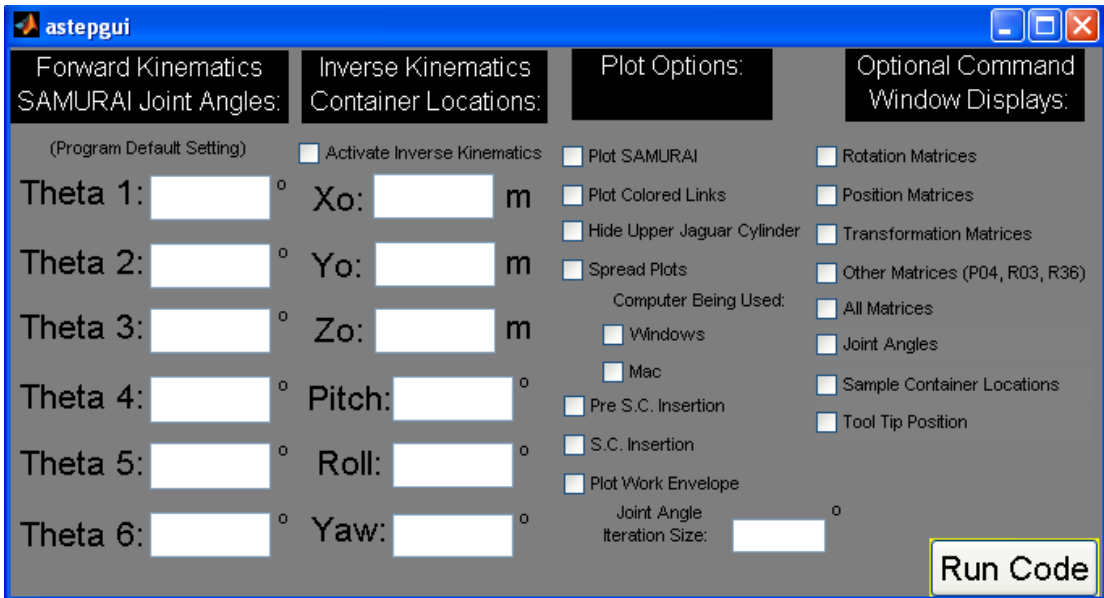 astepgui
Forward Kinematics
SAMURAI Joint Angles:
(Program Default Setting)
Theta 1: °
Theta 2: °
Theta 3: °
Theta 4: °
Theta 5: °
Theta 6: °
Inverse Kinematics
Container Locations:
Activate Inverse Kinematics
Xo: m
Yo: m
Zo: m
Pitch: °
Roll: °
Yaw: °
Plot Options:
Plot SAMURAI
Plot Colored Links
Hide Upper Jaguar Cylinder
Spread Plots
Computer Being Used:
Windows
Mac
Pre S.C. Insertion
S.C. Insertion
Plot Work Envelope
Joint Angle
Iteration Size: °
Optional Command
Window Displays:
Rotation Matrices
Position Matrices
Transformation Matrices
Other Matrices (P04, R03, R36)
All Matrices
Joint Angles
Sample Container Locations
Tool Tip Position
Run Code